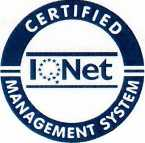 CERTIFIED
IQNet
MANAGEMENT SYSTEM